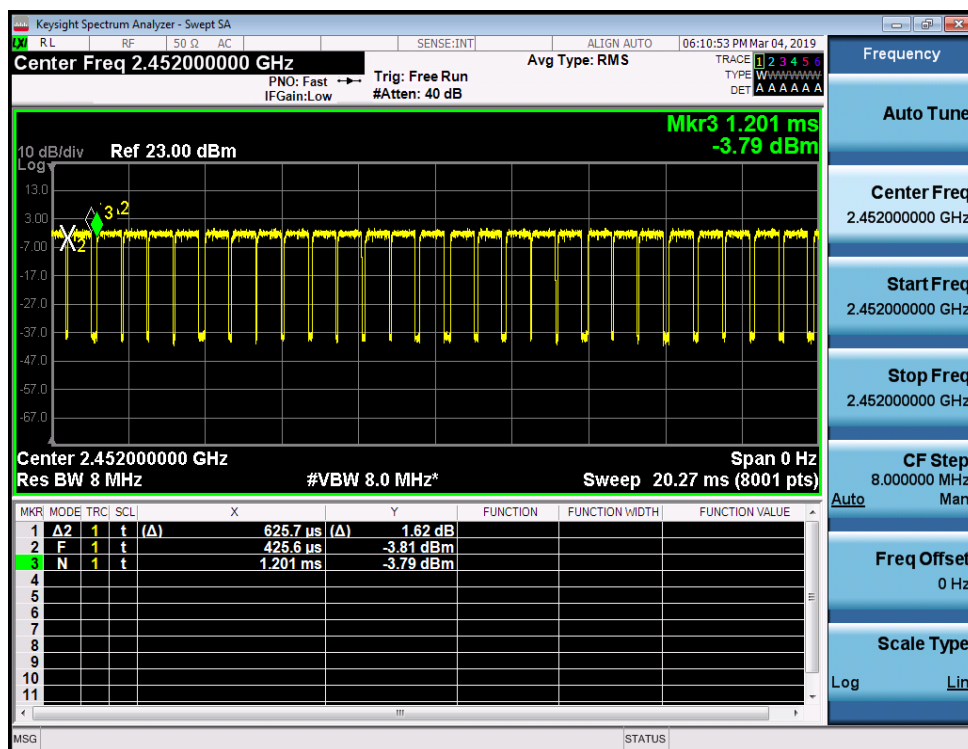 Keysight Spectrum Analyzer - Swept SA
LXI RL RF 50 Ω AC SENSE:INT ALIGN AUTO 06:10:53 PM Mar 04, 2019
Center Freq 2.452000000 GHz
PNO: Fast
IFGain:Low
Trig: Free Run
#Atten: 40 dB
Avg Type: RMS
TRACE 1 2 3 4 5 6
TYPE WWWWWW
DET A A A A A A
Mkr3 1.201 ms
-3.79 dBm
10 dB/div Ref 23.00 dBm
Log
13.0
3.00
-7.00
-17.0
-27.0
-37.0
-47.0
-57.0
-67.0
3 2
2
Center 2.452000000 GHz Span 0 Hz
Res BW 8 MHz #VBW 8.0 MHz* Sweep 20.27 ms (8001 pts)
MKR MODE TRC SCL X Y FUNCTION FUNCTION WIDTH FUNCTION VALUE
1 Δ2 1 t (Δ) 625.7 µs (Δ) 1.62 dB
2 F 1 t 425.6 µs -3.81 dBm
3 N 1 t 1.201 ms -3.79 dBm
4
5
6
7
8
9
10
11
MSG STATUS
Frequency
Auto Tune
Center Freq
2.452000000 GHz
Start Freq
2.452000000 GHz
Stop Freq
2.452000000 GHz
CF Step
8.000000 MHz
Auto Man
Freq Offset
0 Hz
Scale Type
Log Lin